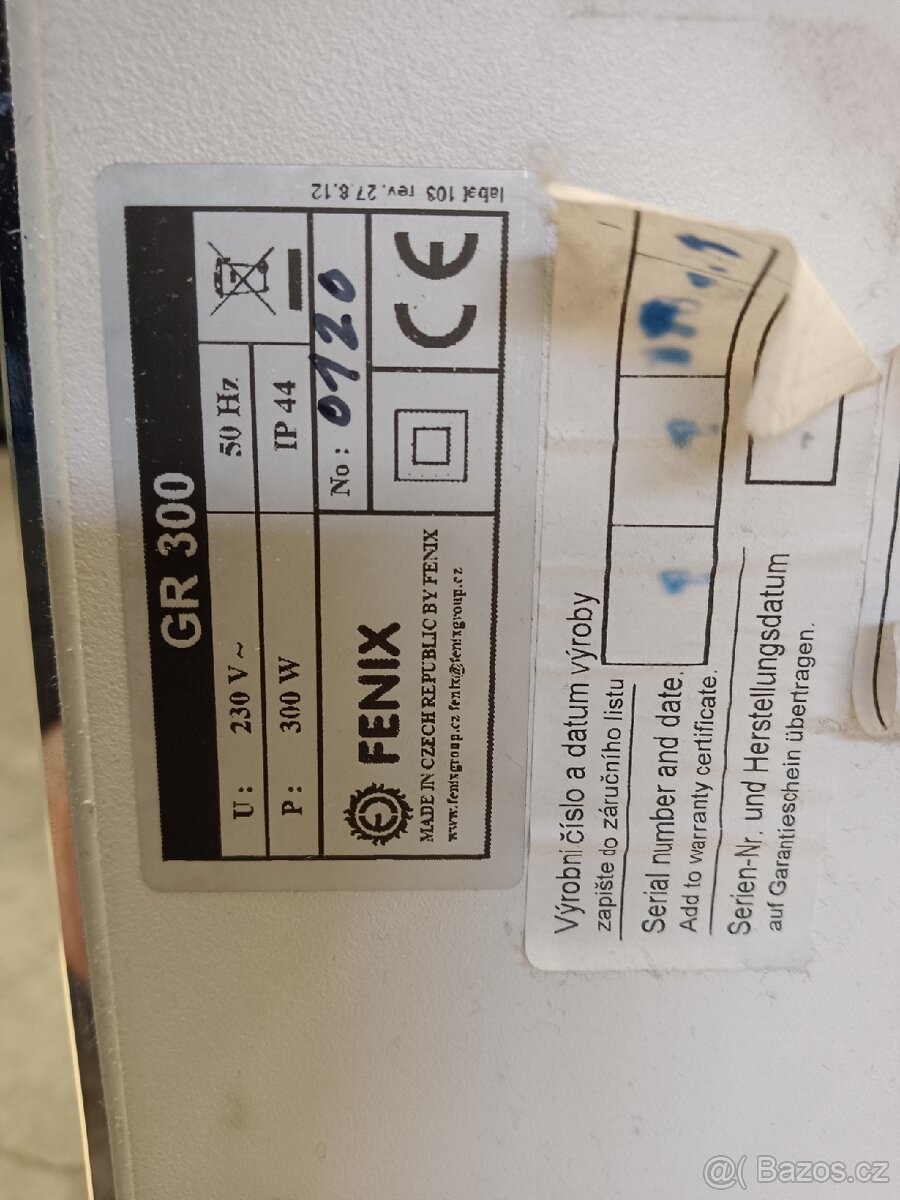 label 103 rev. 27.8.12
GR 300
U : 230 V ~ 50 Hz
P : 300 W IP 44
FENIX
MADE IN CZECH REPUBLIC BY FENIX
www.fenixgroup.cz fenix@fenixgroup.cz
No : 0120
CE
Výrobní číslo a datum výroby
zapište do záručního listu
Serial number and date.
Add to warranty certificate.
Serien-Nr. und Herstellungsdatum
auf Garantieschein übertragen.
@( Bazos.cz